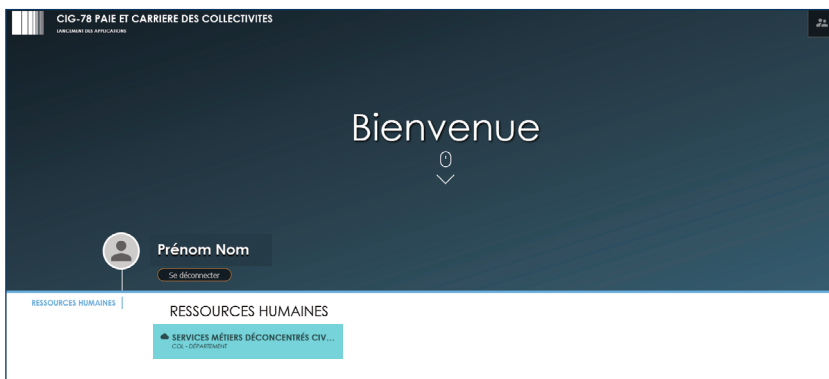 CIG-78 PAIE ET CARRIERE DES COLLECTIVITES
LANCEMENT DES APPLICATIONS
Bienvenue
Prénom Nom
Se déconnecter
RESSOURCES HUMAINES
RESSOURCES HUMAINES
SERVICES MÉTIERS DÉCONCENTRÉS CIV...
COL - DÉPARTEMENT